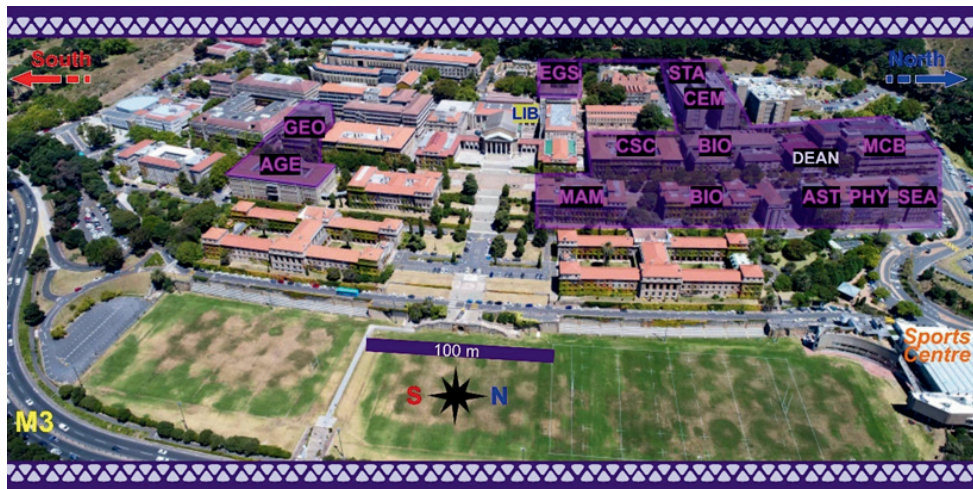 South
North
EGS
STA
CEM
LIB
GEO
CSC
BIO
DEAN
MCB
AGE
MAM
BIO
AST
PHY
SEA
Sports
Centre
100 m
S
N
M3